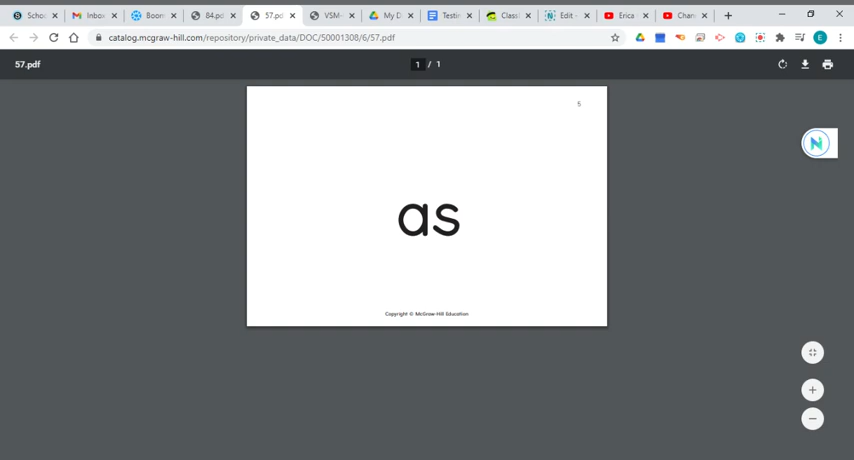 Schoo
Inbox
Boom
84.pd
57.pd
VSM-
My D
Testin
Classi
Edit -
Erica
Chan
catalog.mcgraw-hill.com/repository/private_data/DOC/50001308/6/57.pdf
E
57.pdf
1 / 1
5
as
Copyright © McGraw-Hill Education